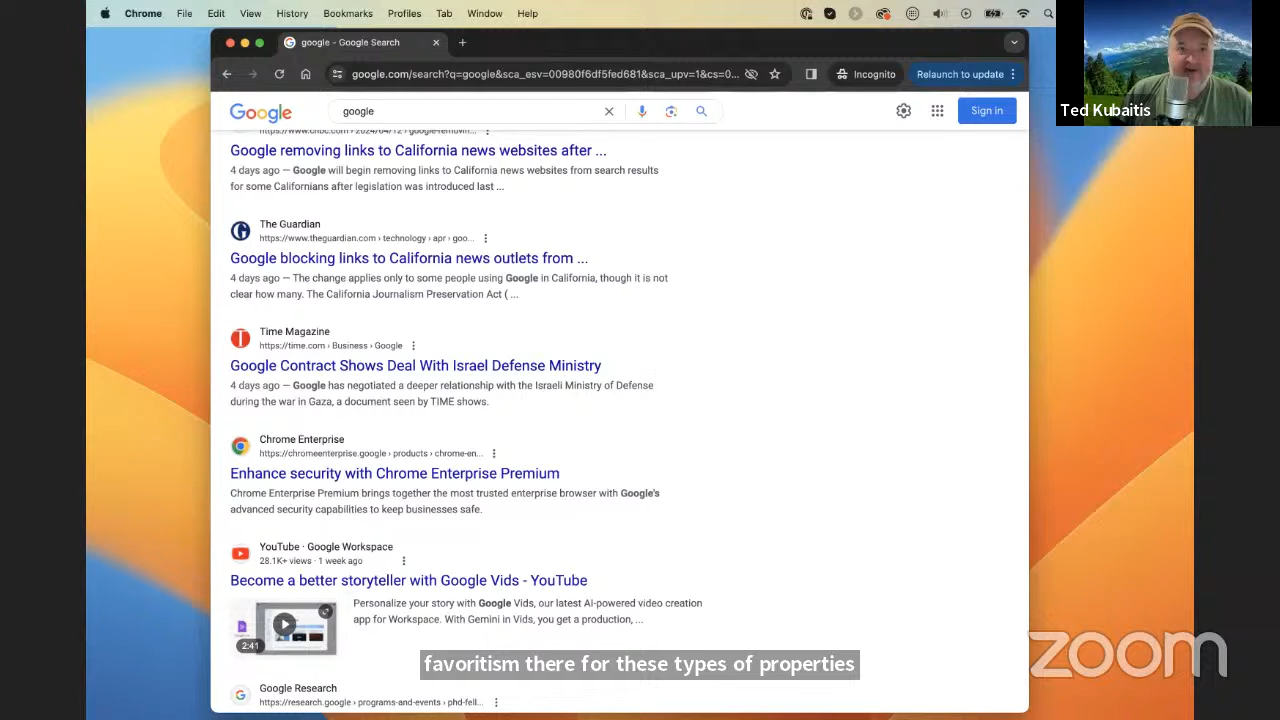 Chrome File Edit View History Bookmarks Profiles Tab Window Help
google - Google Search
google.com/search?q=google&sca_esv=00980f6df5fed681&sca_upv=1&cs=0...
Incognito
Relaunch to update
Ted Kubaitis
Google
google
Sign in
https://www.cnbc.com › 2024/04/12 › google-removin...
Google removing links to California news websites after ...
4 days ago — Google will begin removing links to California news websites from search results
for some Californians after legislation was introduced last ...
The Guardian
https://www.theguardian.com › technology › apr › goo...
Google blocking links to California news outlets from ...
4 days ago — The change applies only to some people using Google in California, though it is not
clear how many. The California Journalism Preservation Act ( ...
Time Magazine
https://time.com › Business › Google
Google Contract Shows Deal With Israel Defense Ministry
4 days ago — Google has negotiated a deeper relationship with the Israeli Ministry of Defense
during the war in Gaza, a document seen by TIME shows.
Chrome Enterprise
https://chromeenterprise.google › products › chrome-en...
Enhance security with Chrome Enterprise Premium
Chrome Enterprise Premium brings together the most trusted enterprise browser with Google's
advanced security capabilities to keep businesses safe.
YouTube · Google Workspace
28.1K+ views · 1 week ago
Become a better storyteller with Google Vids - YouTube
Personalize your story with Google Vids, our latest AI-powered video creation
app for Workspace. With Gemini in Vids, you get a production, ...
2:41
favoritism there for these types of properties
zoom
Google Research
https://research.google › programs-and-events › phd-fell...